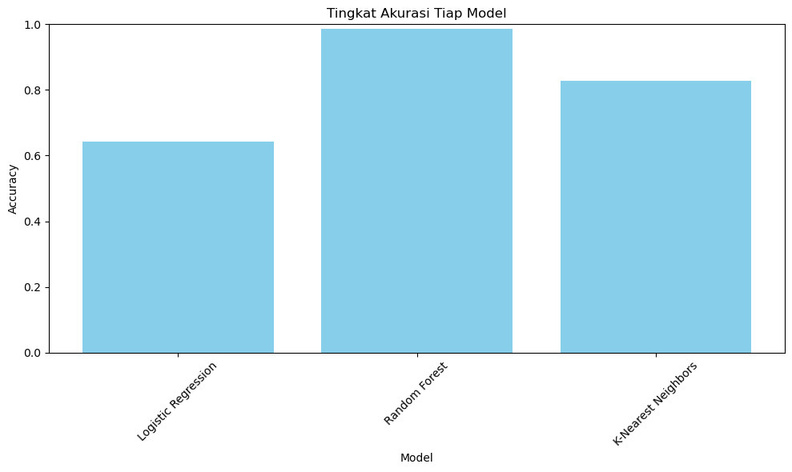 Tingkat Akurasi Tiap Model
1.0
0.8
0.6
0.4
0.2
0.0
Accuracy
Logistic Regression
Random Forest
K-Nearest Neighbors
Model